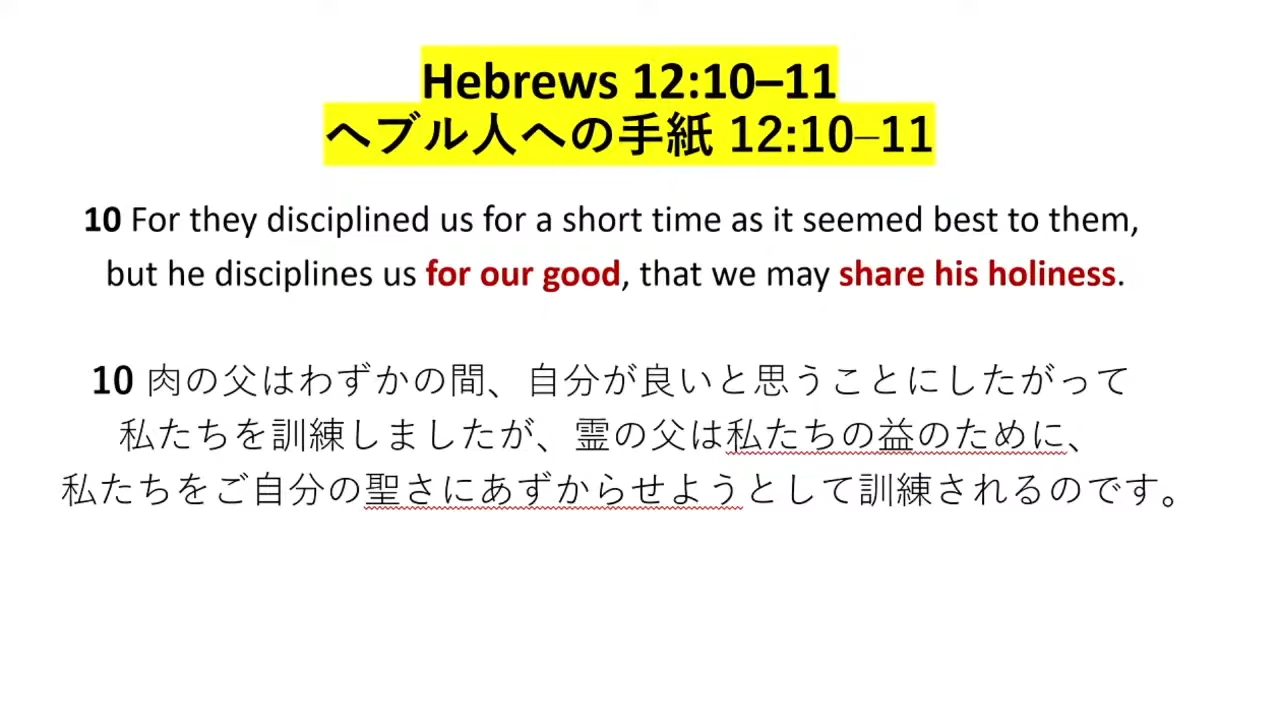 Hebrews 12:10–11
ヘブル人への手紙 12:10–11
10 For they disciplined us for a short time as it seemed best to them,
but he disciplines us for our good, that we may share his holiness.
10 肉の父はわずかの間、自分が良いと思うことにしたがって
私たちを訓練しましたが、霊の父は私たちの益のために、
私たちをご自分の聖さにあずからせようとして訓練されるのです。